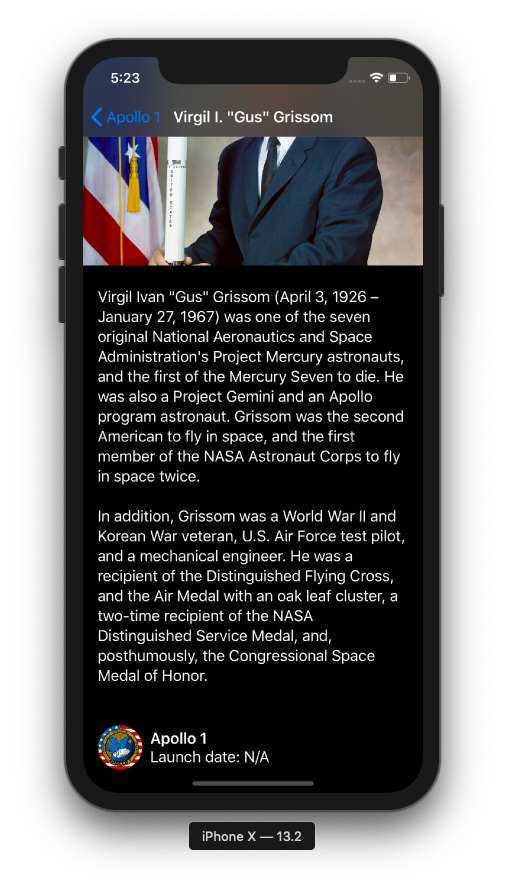 5:23
Apollo 1 Virgil I. "Gus" Grissom
UNITED STATES
Virgil Ivan "Gus" Grissom (April 3, 1926 –
January 27, 1967) was one of the seven
original National Aeronautics and Space
Administration's Project Mercury astronauts,
and the first of the Mercury Seven to die. He
was also a Project Gemini and an Apollo
program astronaut. Grissom was the second
American to fly in space, and the first
member of the NASA Astronaut Corps to fly
in space twice.
In addition, Grissom was a World War II and
Korean War veteran, U.S. Air Force test pilot,
and a mechanical engineer. He was a
recipient of the Distinguished Flying Cross,
and the Air Medal with an oak leaf cluster, a
two-time recipient of the NASA
Distinguished Service Medal, and,
posthumously, the Congressional Space
Medal of Honor.
Apollo 1
Launch date: N/A
iPhone X — 13.2